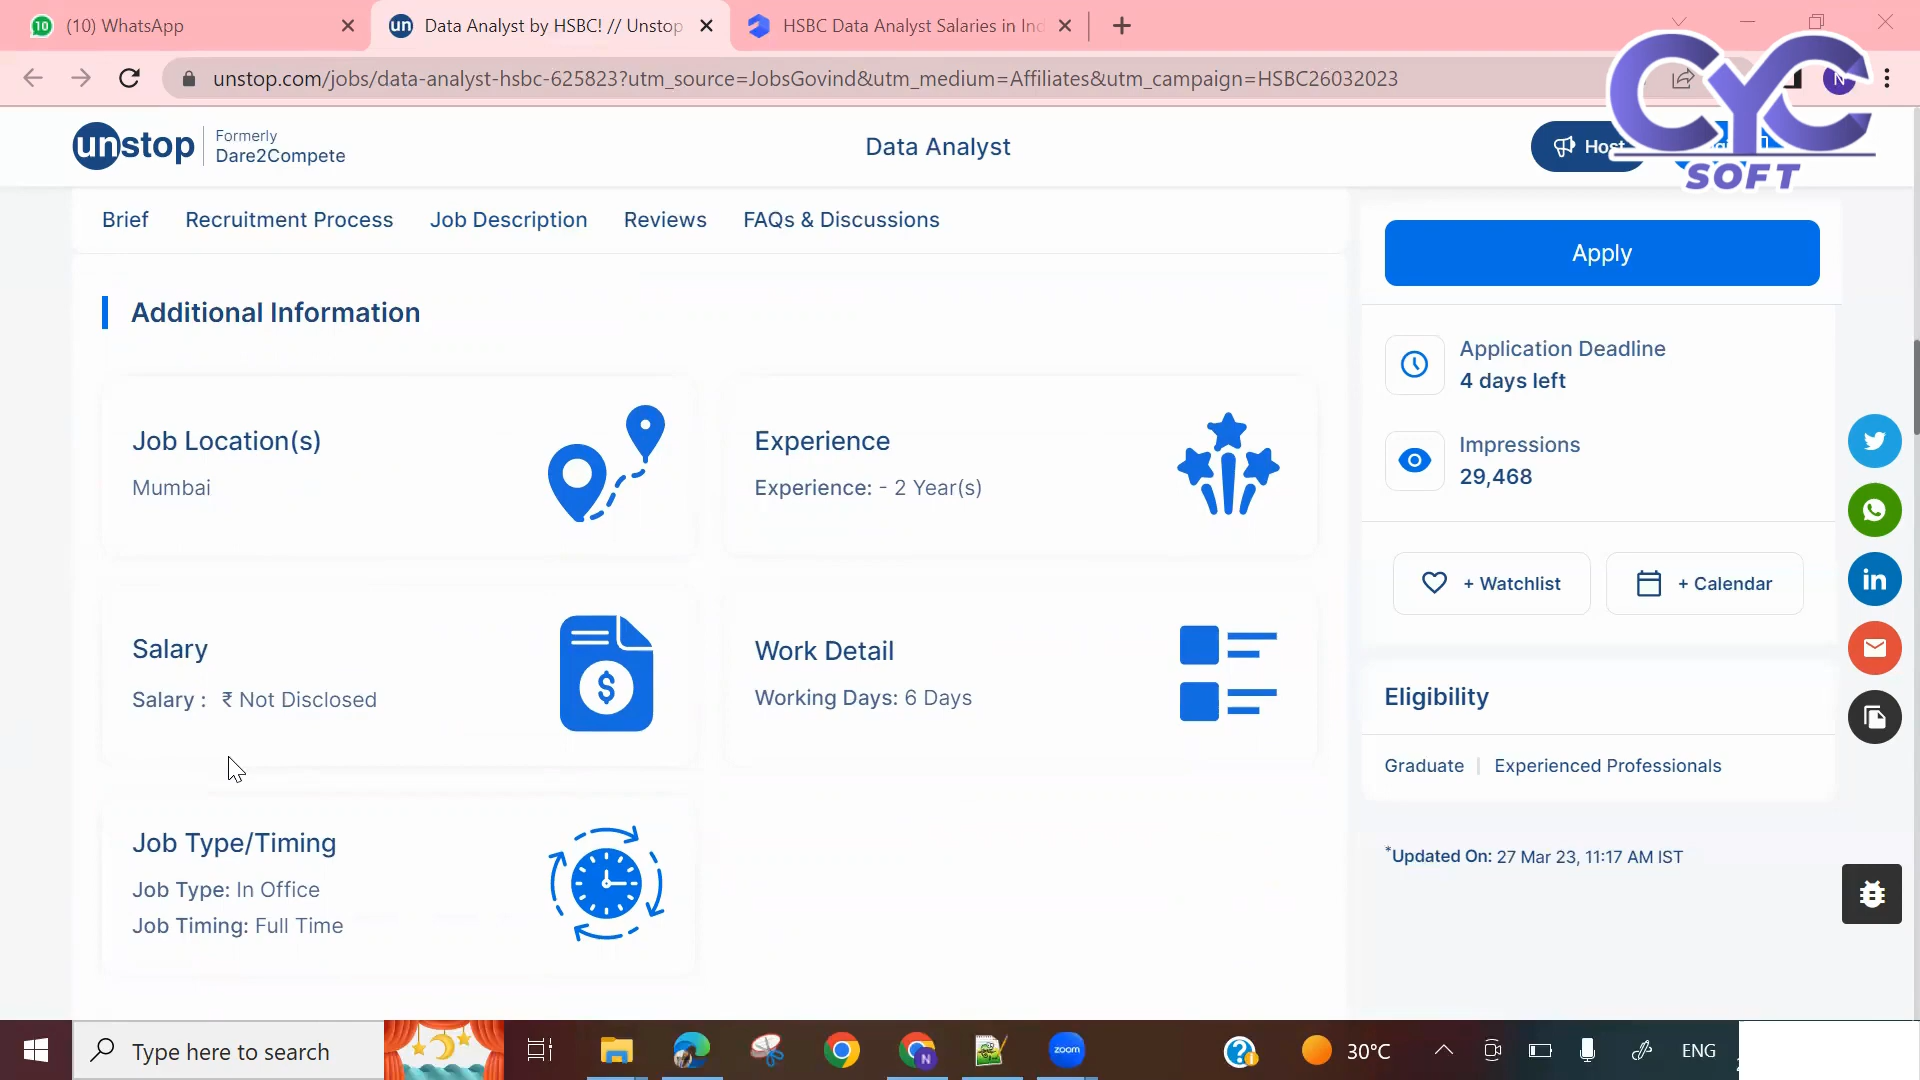 (10) WhatsApp
Data Analyst by HSBC! // Unstop
HSBC Data Analyst Salaries in Ind
unstop.com/jobs/data-analyst-hsbc-625823?utm_source=JobsGovind&utm_medium=Affiliates&utm_campaign=HSBC26032023
N
unstop
Formerly
Dare2Compete
Data Analyst
Host
CYC
SOFT
Brief
Recruitment Process
Job Description
Reviews
FAQs & Discussions
Apply
Additional Information
Application Deadline
4 days left
Job Location(s)
Mumbai
Experience
Experience: - 2 Year(s)
Impressions
29,468
+ Watchlist
+ Calendar
Salary
Salary : ₹ Not Disclosed
Work Detail
Working Days: 6 Days
Eligibility
Graduate | Experienced Professionals
Job Type/Timing
Job Type: In Office
Job Timing: Full Time
*Updated On: 27 Mar 23, 11:17 AM IST
Type here to search
zoom
30°C
ENG